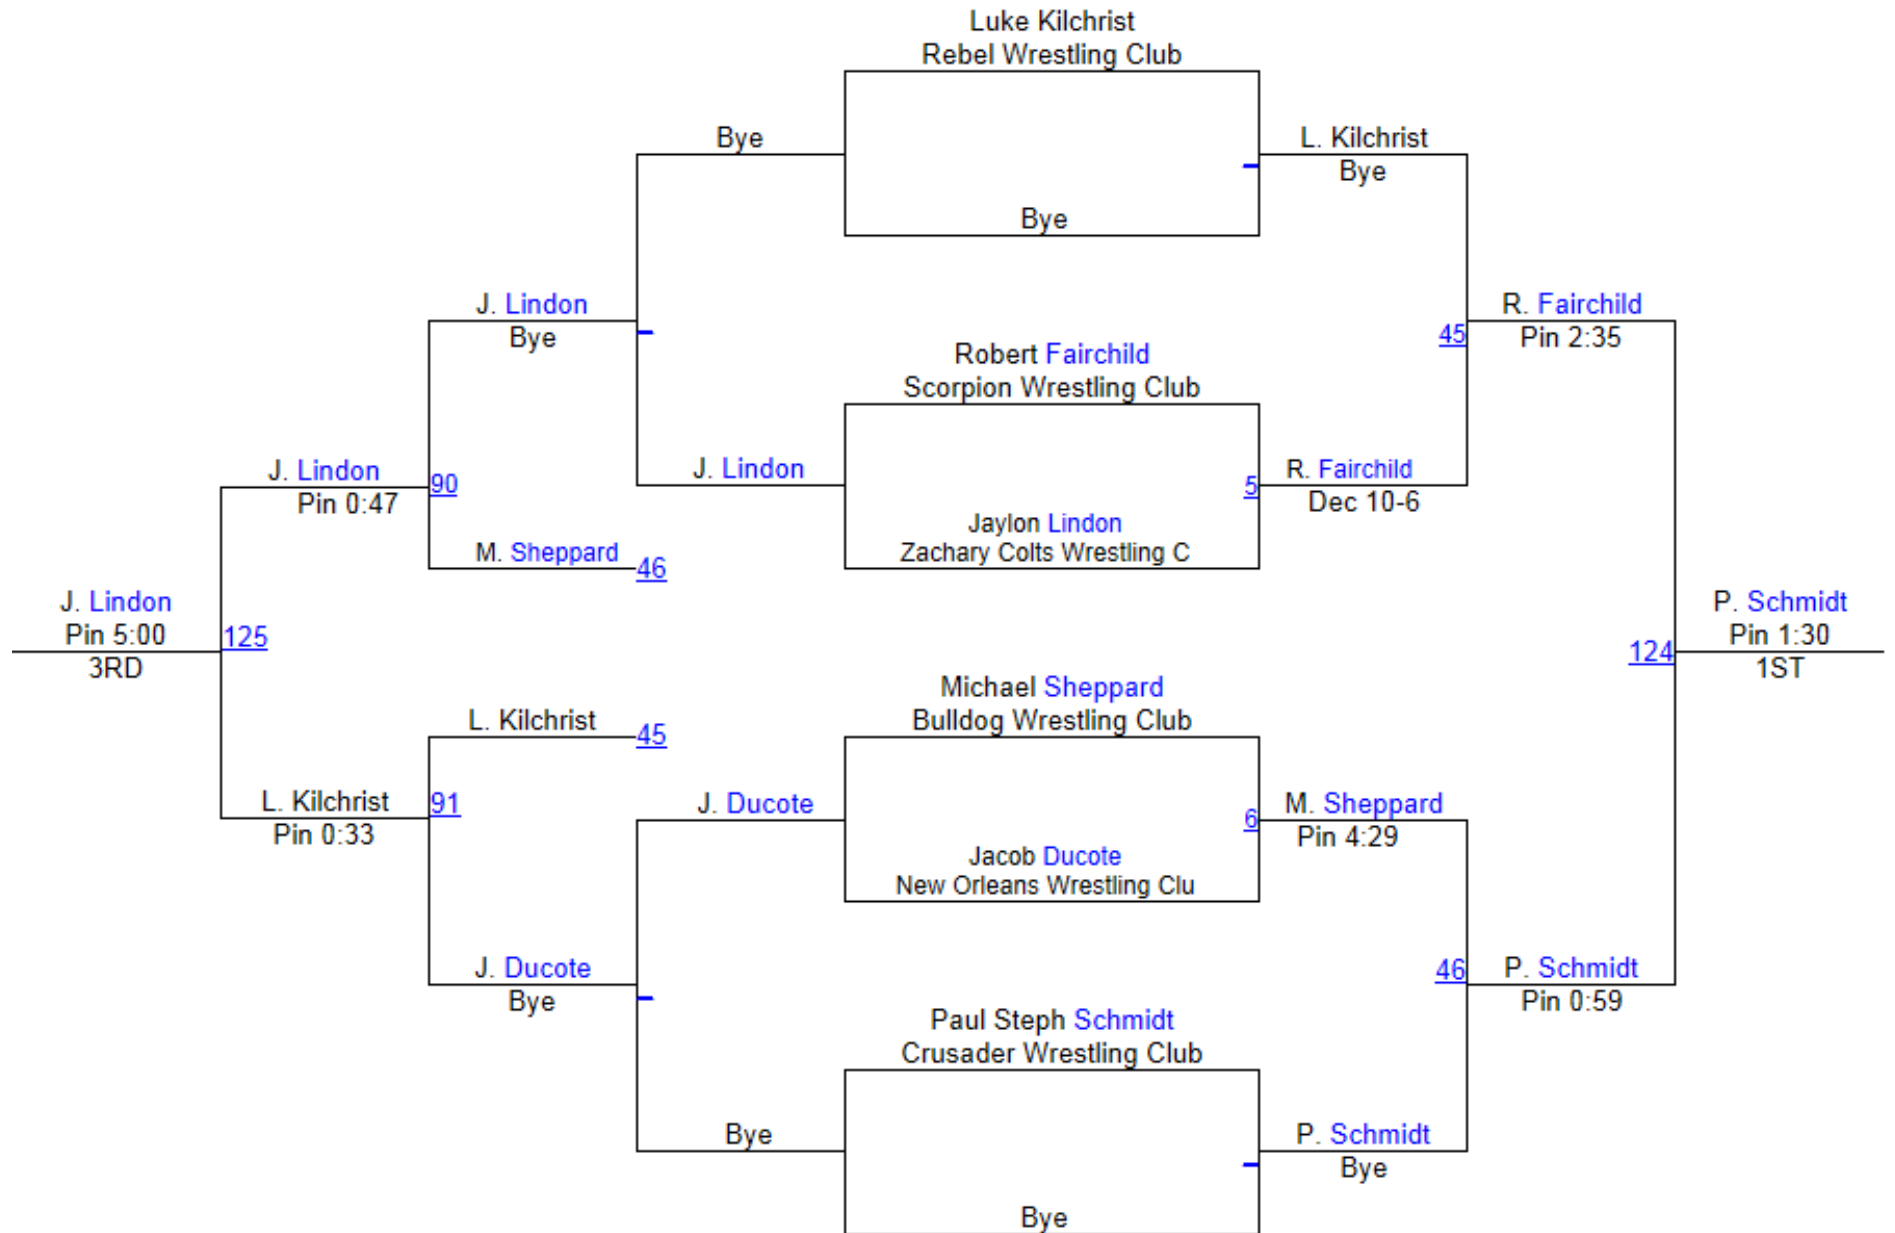 Luke Kilchrist
Rebel Wrestling Club
Bye
L. Kilchrist
Bye
Bye
J. Lindon
Bye
R. Fairchild
Pin 2:35
45
Robert Fairchild
Scorpion Wrestling Club
J. Lindon
Pin 0:47
90
J. Lindon
5
R. Fairchild
Dec 10-6
Jaylon Lindon
Zachary Colts Wrestling C
M. Sheppard
46
J. Lindon
Pin 5:00
3RD
125
P. Schmidt
Pin 1:30
1ST
124
Michael Sheppard
Bulldog Wrestling Club
L. Kilchrist
45
L. Kilchrist
Pin 0:33
91
J. Ducote
6
M. Sheppard
Pin 4:29
Jacob Ducote
New Orleans Wrestling Clu
J. Ducote
Bye
46
P. Schmidt
Pin 0:59
Paul Steph Schmidt
Crusader Wrestling Club
Bye
P. Schmidt
Bye
Bye